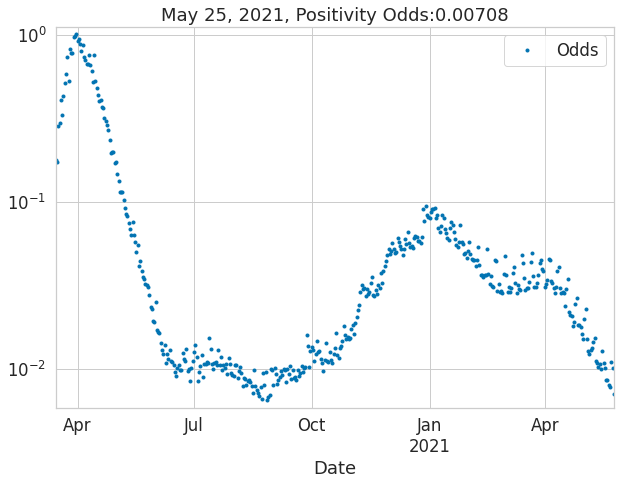 May 25, 2021, Positivity Odds:0.00708
10^0
Odds
10^-1
10^-2
Apr Jul Oct Jan Apr
2021
Date